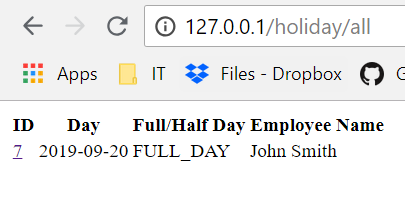 127.0.0.1/holiday/all
Apps IT Files - Dropbox
ID Day Full/Half Day Employee Name
7 2019-09-20 FULL_DAY John Smith